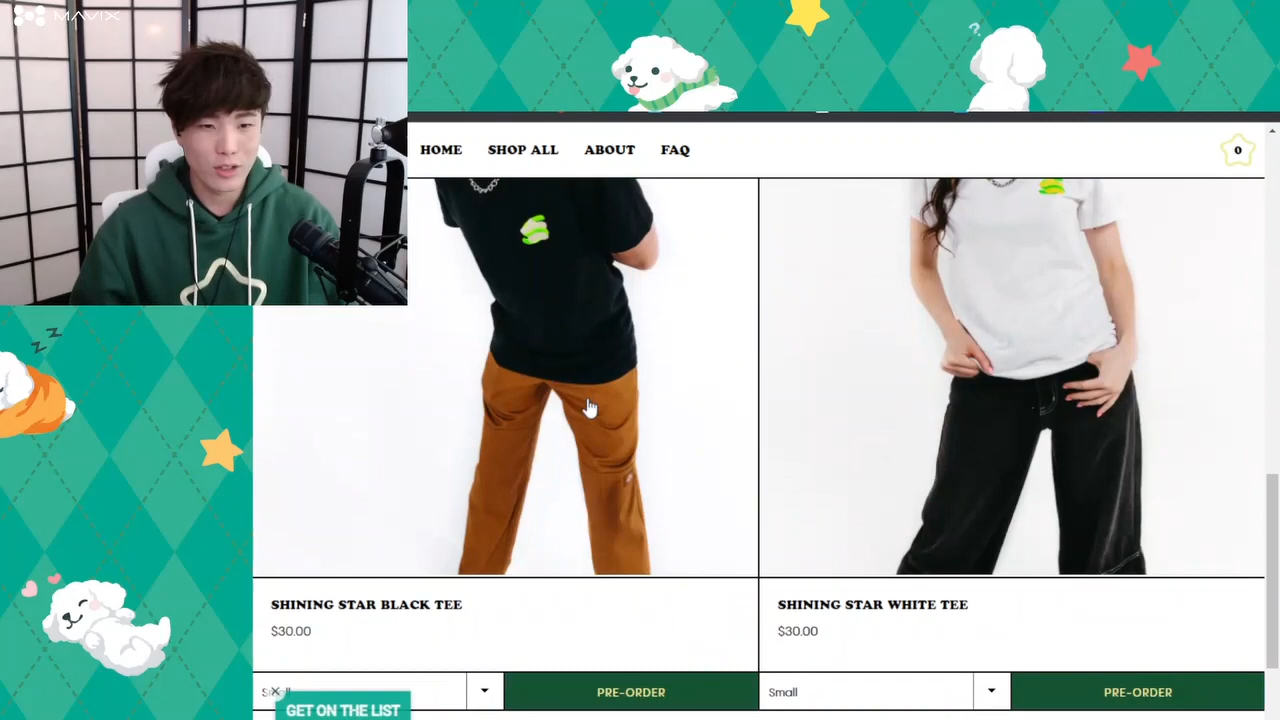 MAVIX
?
HOME SHOP ALL ABOUT FAQ 0
Z Z
SHINING STAR BLACK TEE
$30.00
SHINING STAR WHITE TEE
$30.00
Small PRE-ORDER
Small PRE-ORDER
GET ON THE LIST